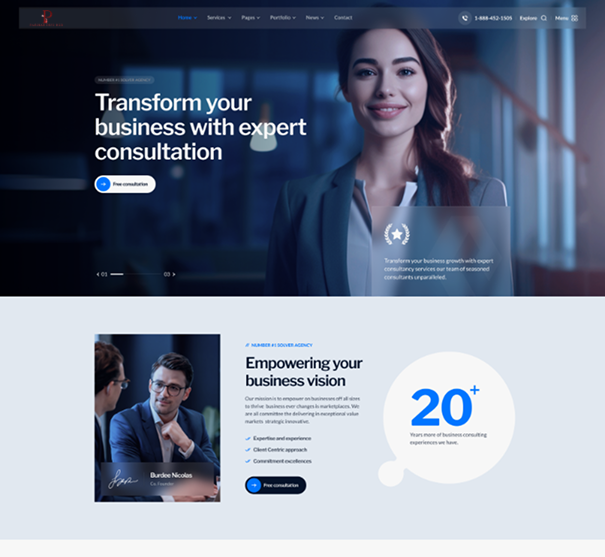 Home Services Pages Portfolio News Contact 1-888-452-1505 Explore Menu
NUMBER #1 SOLVER AGENCY
Transform your
business with expert
consultation
Free consultation
Transform your business growth with expert
consultancy services our team of seasoned
consultants unparalleled.
01 03
NUMBER #1 SOLVER AGENCY
Empowering your
business vision
Our mission is to empower on businesses off all sizes
to thrive business ever changes is marketplaces. We
are all committed the delivering in exceptional value
markets strategic innovative.
Expertise and experience
Client Centric approach
Commitment excellences
Free consultation
Burdee Nicolas
Co. Founder
20+
Years more of business consulting
experiences we have.